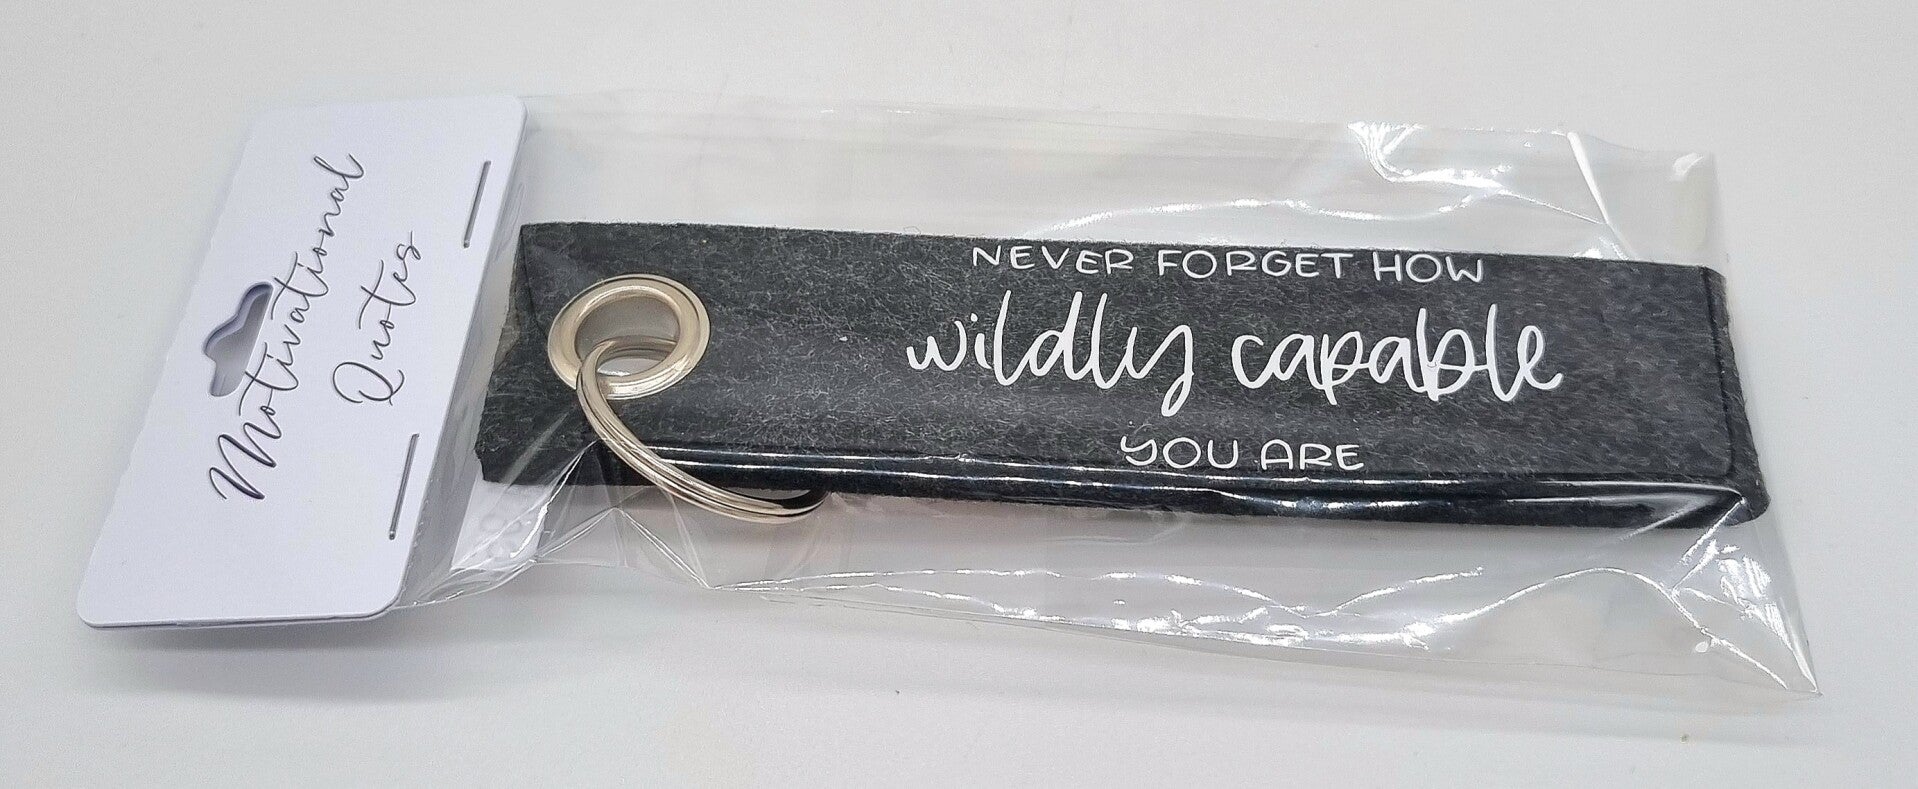 Motivational
Quotes
NEVER FORGET HOW
wildly capable
YOU ARE